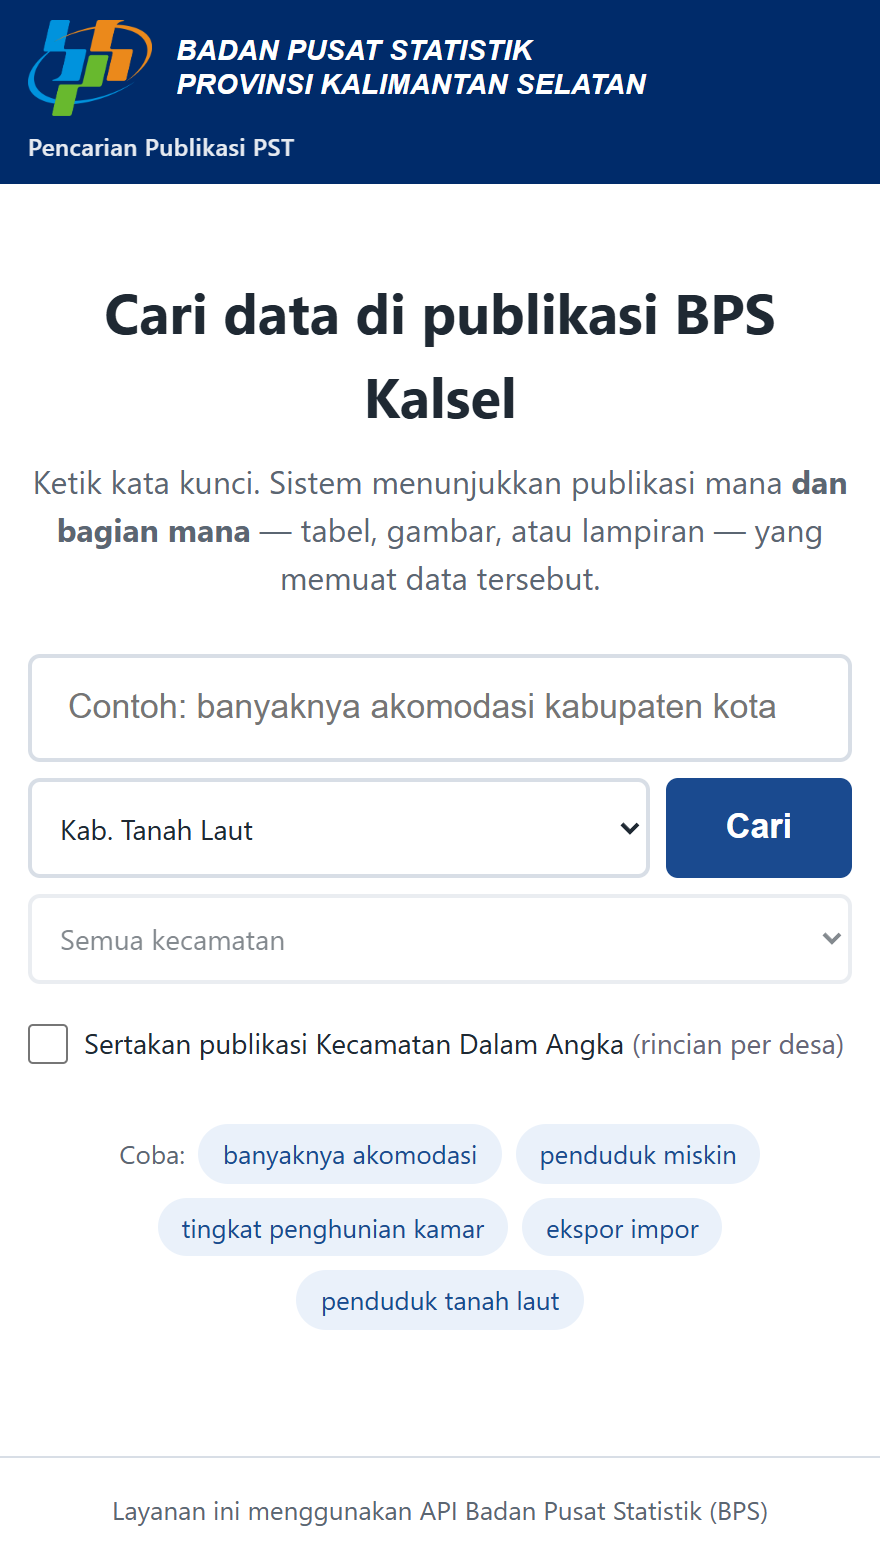 BADAN PUSAT STATISTIK
PROVINSI KALIMANTAN SELATAN
Pencarian Publikasi PST
Cari data di publikasi BPS
Kalsel
Ketik kata kunci. Sistem menunjukkan publikasi mana dan
bagian mana — tabel, gambar, atau lampiran — yang
memuat data tersebut.
Contoh: banyaknya akomodasi kabupaten kota
Kab. Tanah Laut
Cari
Semua kecamatan
Sertakan publikasi Kecamatan Dalam Angka (rincian per desa)
Coba: banyaknya akomodasi penduduk miskin
tingkat penghunian kamar ekspor impor
penduduk tanah laut
Layanan ini menggunakan API Badan Pusat Statistik (BPS)